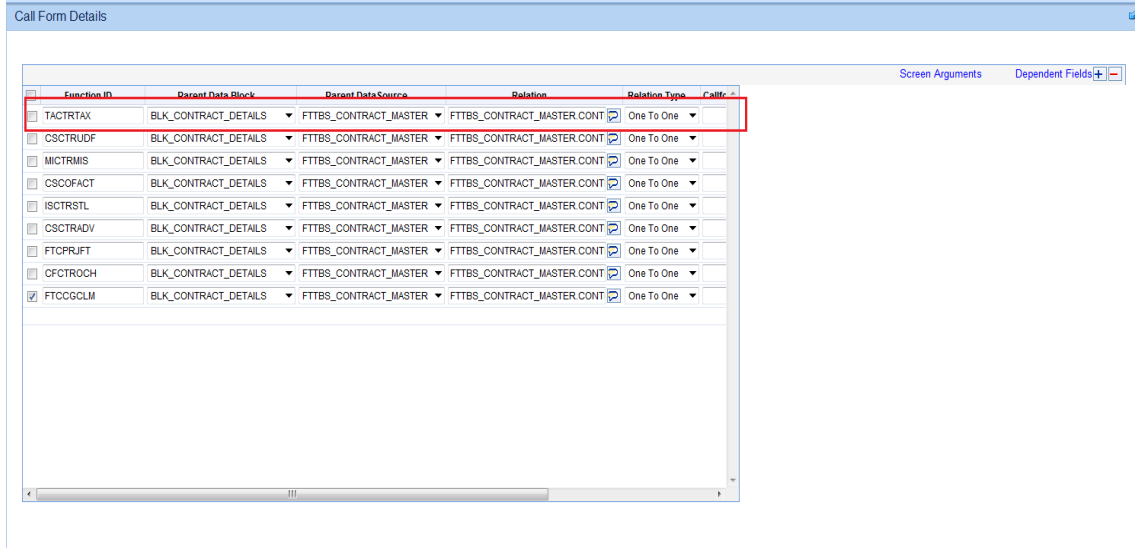 Call Form Details
Screen Arguments Dependent Fields
Function ID Parent Data Block Parent DataSource Relation Relation Type Callfc
TACTRTAX BLK_CONTRACT_DETAILS FTTBS_CONTRACT_MASTER FTTBS_CONTRACT_MASTER.CONT One To One
CSCTRUDF BLK_CONTRACT_DETAILS FTTBS_CONTRACT_MASTER FTTBS_CONTRACT_MASTER.CONT One To One
MICTRMIS BLK_CONTRACT_DETAILS FTTBS_CONTRACT_MASTER FTTBS_CONTRACT_MASTER.CONT One To One
CSCOFACT BLK_CONTRACT_DETAILS FTTBS_CONTRACT_MASTER FTTBS_CONTRACT_MASTER.CONT One To One
ISCTRSTL BLK_CONTRACT_DETAILS FTTBS_CONTRACT_MASTER FTTBS_CONTRACT_MASTER.CONT One To One
CSCTRADV BLK_CONTRACT_DETAILS FTTBS_CONTRACT_MASTER FTTBS_CONTRACT_MASTER.CONT One To One
FTCPRJFT BLK_CONTRACT_DETAILS FTTBS_CONTRACT_MASTER FTTBS_CONTRACT_MASTER.CONT One To One
CFCTROCH BLK_CONTRACT_DETAILS FTTBS_CONTRACT_MASTER FTTBS_CONTRACT_MASTER.CONT One To One
FTCCGCLM BLK_CONTRACT_DETAILS FTTBS_CONTRACT_MASTER FTTBS_CONTRACT_MASTER.CONT One To One